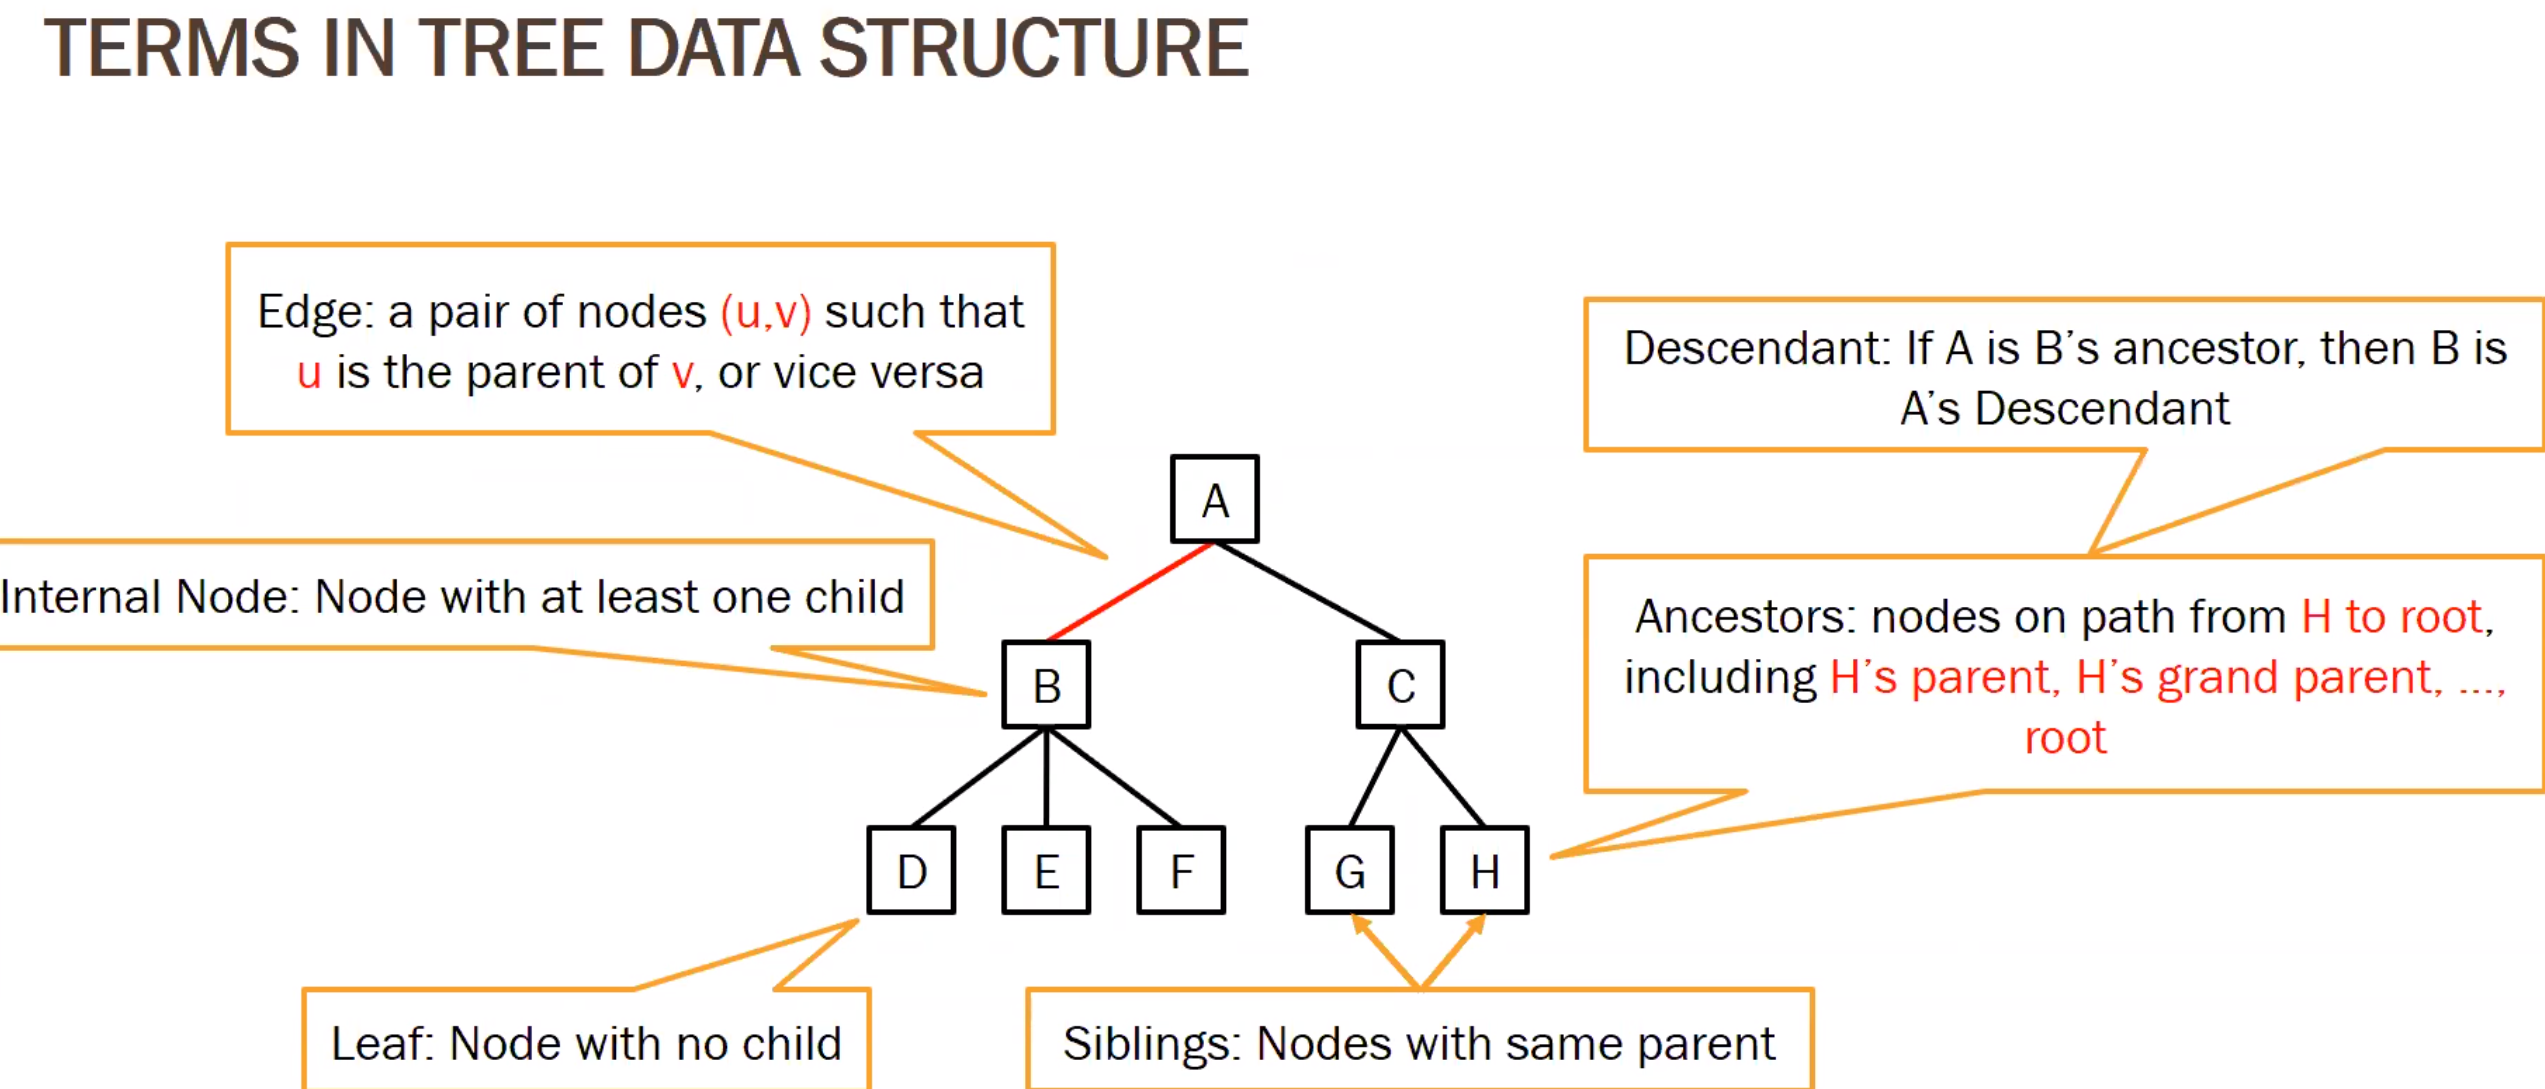 TERMS IN TREE DATA STRUCTURE
Edge: a pair of nodes (u,v) such that
u is the parent of v, or vice versa
Descendant: If A is B’s ancestor, then B is
A’s Descendant
A
Internal Node: Node with at least one child
Ancestors: nodes on path from H to root,
including H’s parent, H’s grand parent, ...,
root
B
C
D
E
F
G
H
Leaf: Node with no child
Siblings: Nodes with same parent